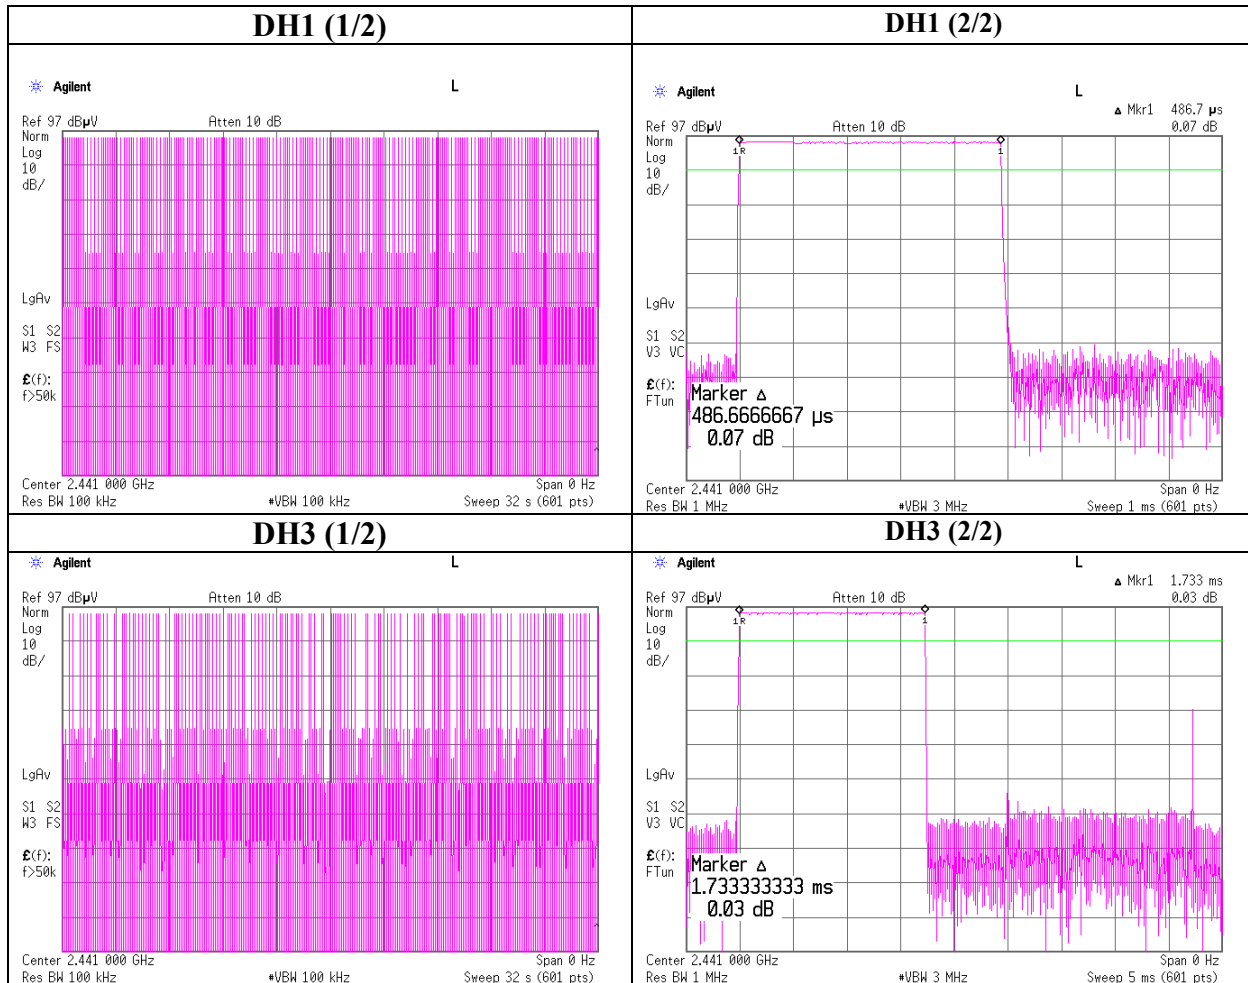 DH1 (1/2)
Agilent
L
Ref 97 dBµV
Atten 10 dB
Norm
Log
10
dB/
LgAv
S1 S2
W3 FS
£(f):
f>50k
Center 2.441 000 GHz
Span 0 Hz
Res BW 100 kHz
#VBW 100 kHz
Sweep 32 s (601 pts)
DH1 (2/2)
Agilent
L
Δ Mkr1 486.7 µs
Ref 97 dBµV
Atten 10 dB
0.07 dB
Norm
Log
10
dB/
1R
1
LgAv
S1 S2
V3 VC
£(f):
FTun
Marker Δ
486.6666667 µs
0.07 dB
Center 2.441 000 GHz
Span 0 Hz
Res BW 1 MHz
#VBW 3 MHz
Sweep 1 ms (601 pts)
DH3 (1/2)
Agilent
L
Ref 97 dBµV
Atten 10 dB
Norm
Log
10
dB/
LgAv
S1 S2
W3 FS
£(f):
f>50k
Center 2.441 000 GHz
Span 0 Hz
Res BW 100 kHz
#VBW 100 kHz
Sweep 32 s (601 pts)
DH3 (2/2)
Agilent
L
Δ Mkr1 1.733 ms
Ref 97 dBµV
Atten 10 dB
0.03 dB
Norm
Log
10
dB/
1R
1
LgAv
S1 S2
V3 VC
£(f):
FTun
Marker Δ
1.733333333 ms
0.03 dB
Center 2.441 000 GHz
Span 0 Hz
Res BW 1 MHz
#VBW 3 MHz
Sweep 5 ms (601 pts)